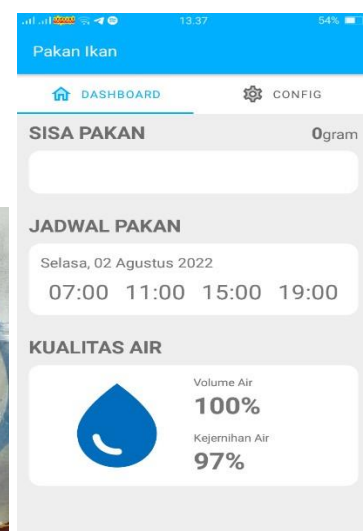 13.37
54%
Pakan Ikan
DASHBOARD CONFIG
SISA PAKAN 0gram
JADWAL PAKAN
Selasa, 02 Agustus 2022
07:00 11:00 15:00 19:00
KUALITAS AIR
Volume Air
100%
Kejernihan Air
97%